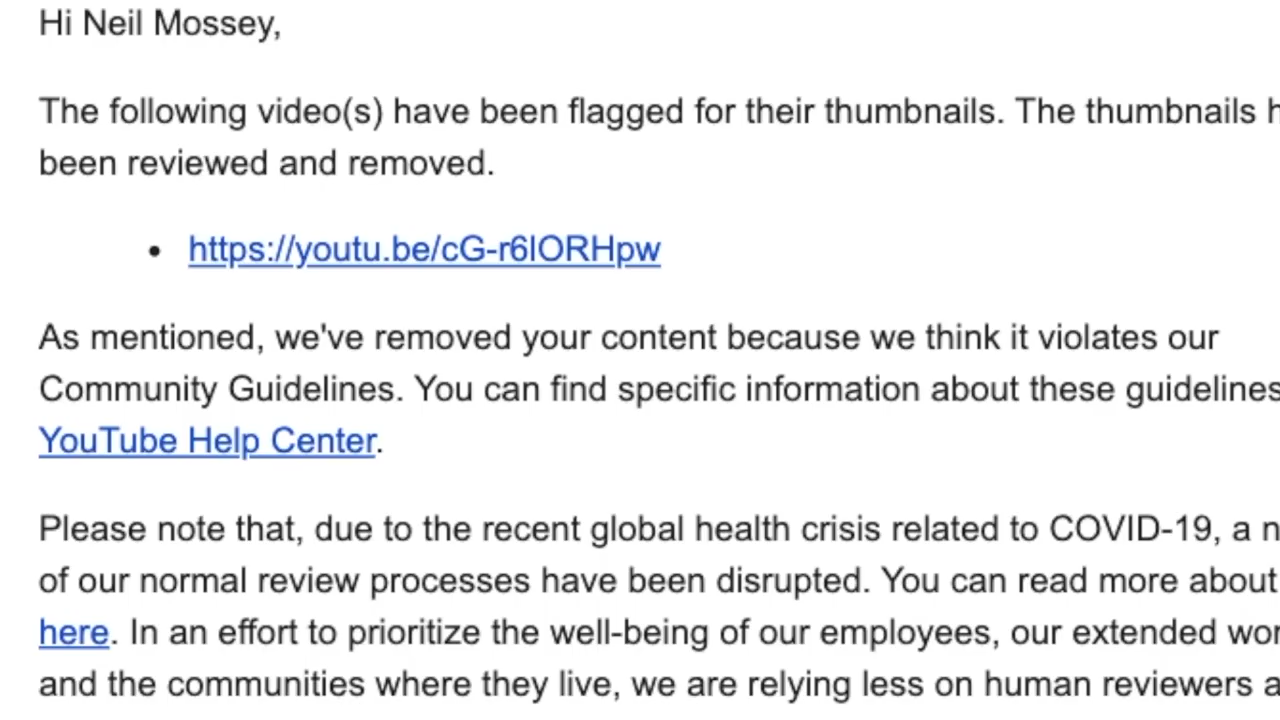 Hi Neil Mossey,
The following video(s) have been flagged for their thumbnails. The thumbnails
been reviewed and removed.
• https://youtu.be/cG-r6lORHpw
As mentioned, we've removed your content because we think it violates our
Community Guidelines. You can find specific information about these guidelines
YouTube Help Center.
Please note that, due to the recent global health crisis related to COVID-19, a
of our normal review processes have been disrupted. You can read more about
here. In an effort to prioritize the well-being of our employees, our extended
and the communities where they live, we are relying less on human reviewers